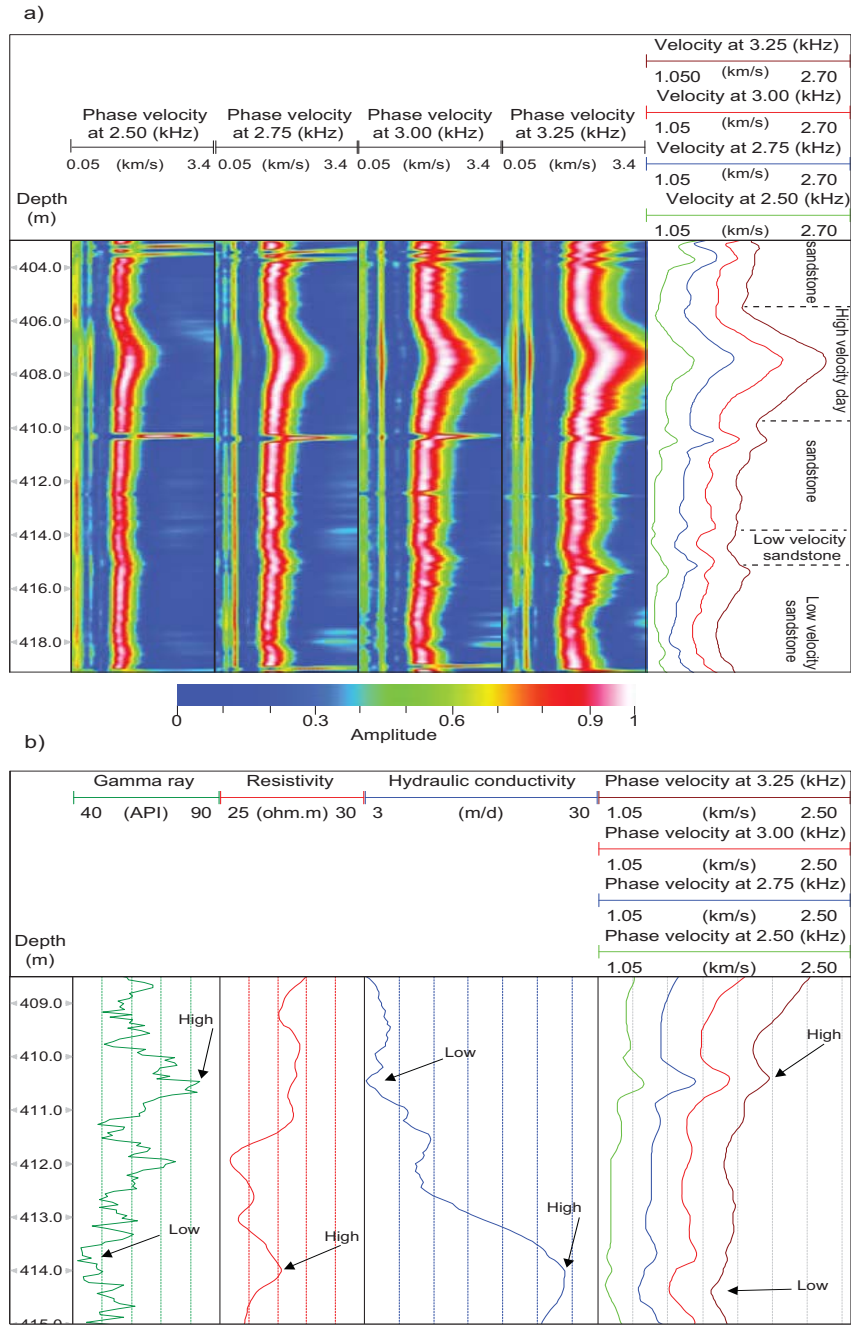 a)
Velocity at 3.25 (kHz)
1.050 (km/s) 2.70
Velocity at 3.00 (kHz)
1.05 (km/s) 2.70
Velocity at 2.75 (kHz)
1.05 (km/s) 2.70
Velocity at 2.50 (kHz)
1.05 (km/s) 2.70
Phase velocity
at 2.50 (kHz)
0.05 (km/s) 3.4
Phase velocity
at 2.75 (kHz)
0.05 (km/s) 3.4
Phase velocity
at 3.00 (kHz)
0.05 (km/s) 3.4
Phase velocity
at 3.25 (kHz)
0.05 (km/s) 3.4
Depth
(m)
404.0
406.0
408.0
410.0
412.0
414.0
416.0
418.0
sandstone
High velocity clay
sandstone
Low velocity
sandstone
Low velocity
sandstone
0 0.3 0.6 0.9 1
Amplitude
b)
Gamma ray
40 (API) 90
Resistivity
25 (ohm.m) 30
Hydraulic conductivity
3 (m/d) 30
Phase velocity at 3.25 (kHz)
1.05 (km/s) 2.50
Phase velocity at 3.00 (kHz)
1.05 (km/s) 2.50
Phase velocity at 2.75 (kHz)
1.05 (km/s) 2.50
Phase velocity at 2.50 (kHz)
1.05 (km/s) 2.50
Depth
(m)
409.0
410.0
411.0
412.0
413.0
414.0
415.0
High
Low
High
Low
High
High
Low